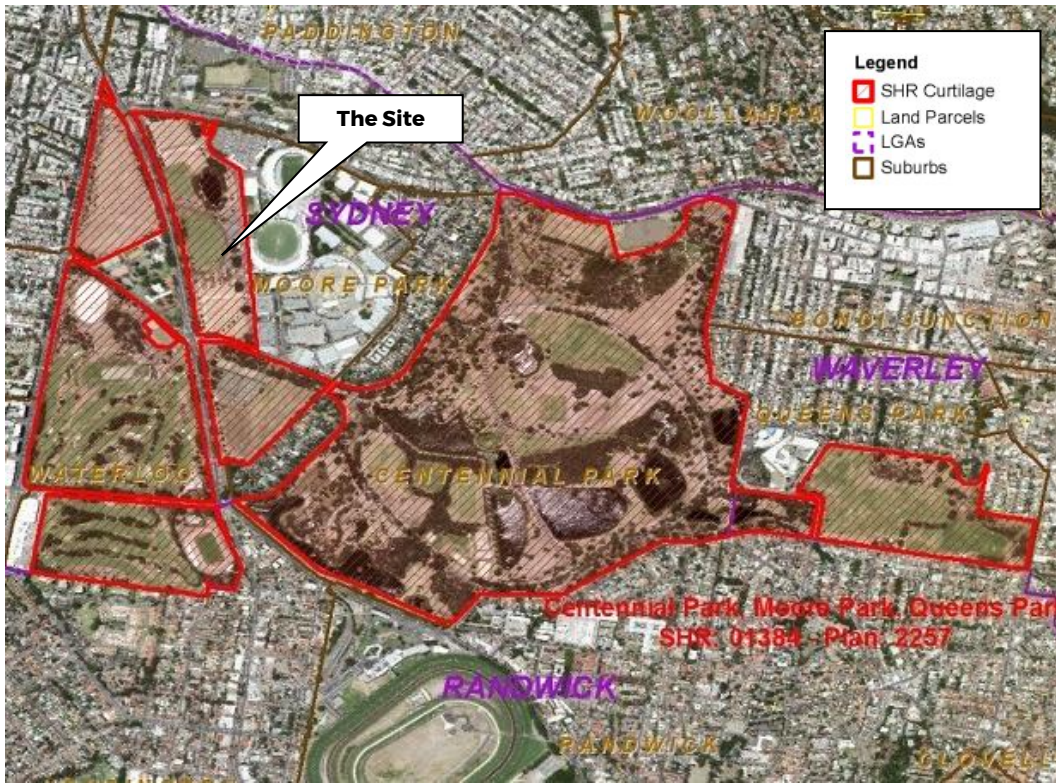 PADDINGTON
Legend
SHR Curtilage
Land Parcels
LGAs
Suburbs
The Site
WOOLLAHRA
SYDNEY
MOORE PARK
BONDI JUNCTION
WAVERLEY
QUEENS PARK
WATERLOO
CENTENNIAL PARK
Centennial Park, Moore Park, Queens Par
SHR: 01384 - Plan: 2257
RANDWICK
RANDWICK
CLOVELL